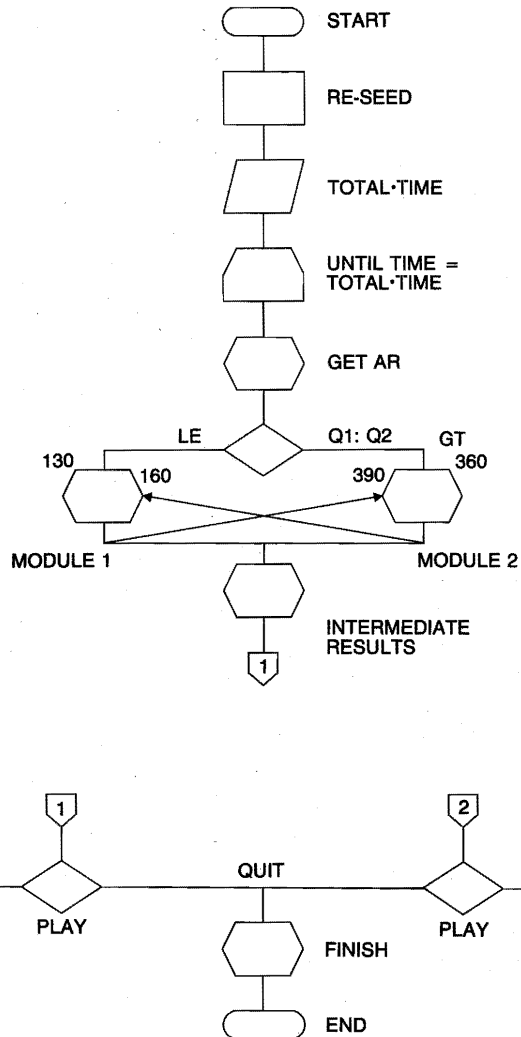 START
RE-SEED
TOTAL•TIME
UNTIL TIME =
TOTAL•TIME
GET AR
LE
Q1: Q2
GT
130
160
390
360
MODULE 1
MODULE 2
INTERMEDIATE
RESULTS
1
1
2
QUIT
PLAY
PLAY
FINISH
END